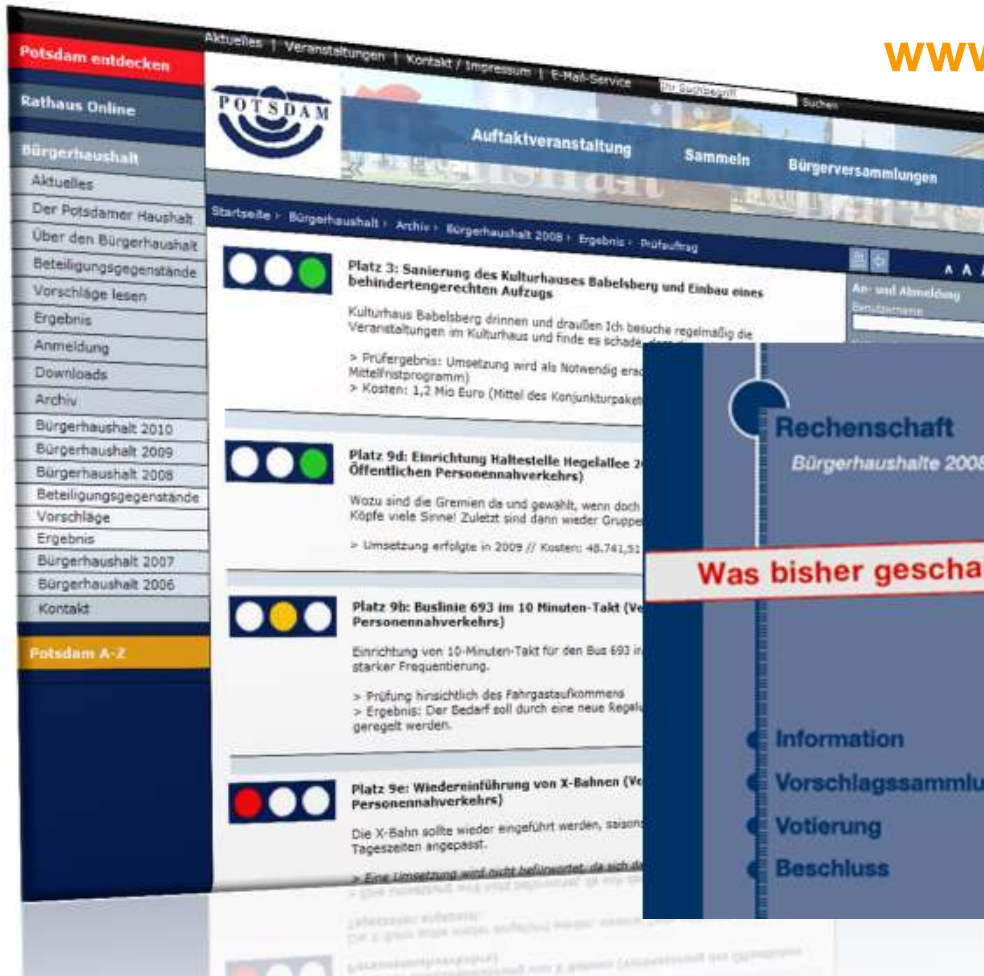 www
Aktuelles | Veranstaltungen | Kontakt / Impressum | E-Mail-Service
Ihr Suchbegriff
Suchen
Potsdam entdecken
Rathaus Online
Bürgerhaushalt
Aktuelles
Der Potsdamer Haushalt
Über den Bürgerhaushalt
Beteiligungsgegenstände
Vorschläge lesen
Ergebnis
Anmeldung
Downloads
Archiv
Bürgerhaushalt 2010
Bürgerhaushalt 2009
Bürgerhaushalt 2008
Beteiligungsgegenstände
Vorschläge
Ergebnis
Bürgerhaushalt 2007
Bürgerhaushalt 2006
Kontakt
Potsdam A-Z
POTSDAM
Auftaktveranstaltung
Sammeln
Bürgerversammlungen
Startseite › Bürgerhaushalt › Archiv › Bürgerhaushalt 2008 › Ergebnis › Prüfauftrag
A A
An- und Abmeldung
Benutzername
Platz 3: Sanierung des Kulturhauses Babelsberg und Einbau eines
behindertengerechten Aufzugs
Kulturhaus Babelsberg drinnen und draußen Ich besuche regelmäßig die
Veranstaltungen im Kulturhaus und finde es schade,
> Prüfergebnis: Umsetzung wird als Notwendig
Mittelfristprogramm)
> Kosten: 1,2 Mio Euro (Mittel des
Platz 9d: Einrichtung Haltestelle Hegelallee
Öffentlichen Personennahverkehrs)
Wozu sind die Gremien da und gewählt, wenn doch
Köpfe viele Sinne! Zuletzt sind dann wieder
> Umsetzung erfolgte in 2009 // Kosten: 48.741,51
Platz 9b: Buslinie 693 im 10 Minuten-Takt
Personennahverkehrs)
Einrichtung von 10-Minuten-Takt für den Bus 693
starker Frequentierung.
> Prüfung hinsichtlich des Fahrgastaufkommens
> Ergebnis: Der Bedarf soll durch eine neue
geregelt werden.
Platz 9e: Wiedereinführung von X-Bahnen
Personennahverkehrs)
Die X-Bahn sollte wieder eingeführt werden,
Tageszeiten angepasst.
> Eine Umsetzung wird nicht befürwortet, da sich
Rechenschaft
Bürgerhaushalte 2008
Was bisher gescha
Information
Vorschlagssammlu
Votierung
Beschluss